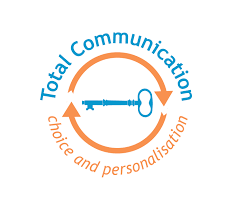 Total Communication
choice and personalisation